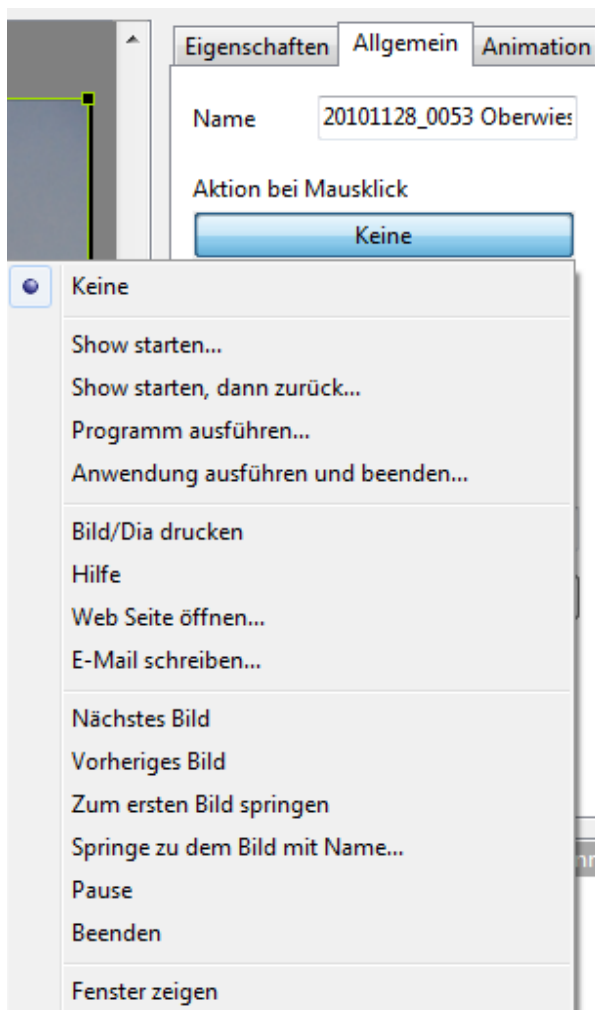 Eigenschaften Allgemein Animation
Name 20101128_0053 Oberwies
Aktion bei Mausklick
Keine
Keine
Show starten...
Show starten, dann zurück...
Programm ausführen...
Anwendung ausführen und beenden...
Bild/Dia drucken
Hilfe
Web Seite öffnen...
E-Mail schreiben...
Nächstes Bild
Vorheriges Bild
Zum ersten Bild springen
Springe zu dem Bild mit Name...
Pause
Beenden
Fenster zeigen